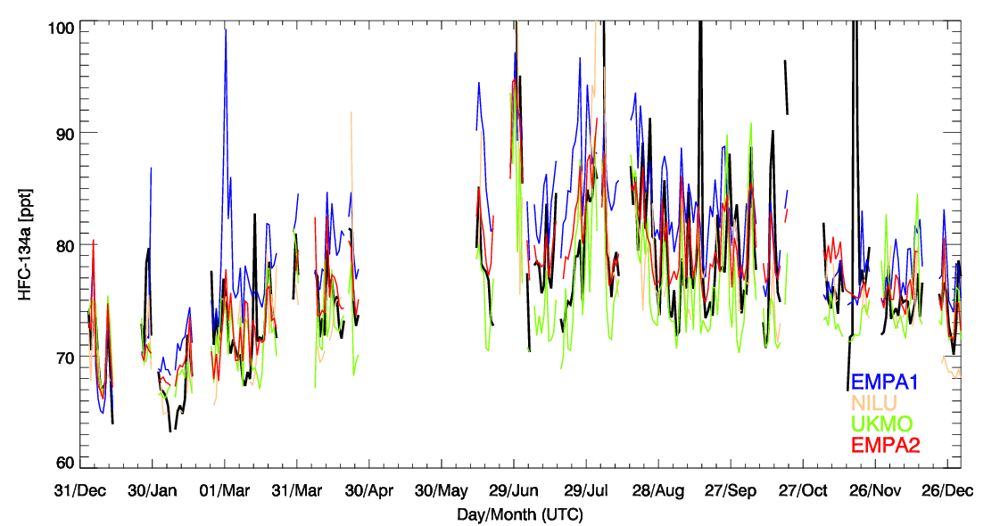 100
90
80
70
60
HFC-134a [ppt]
EMPA1
NILU
UKMO
EMPA2
31/Dec 30/Jan 01/Mar 31/Mar 30/Apr 30/May 29/Jun 29/Jul 28/Aug 27/Sep 27/Oct 26/Nov 26/Dec
Day/Month (UTC)